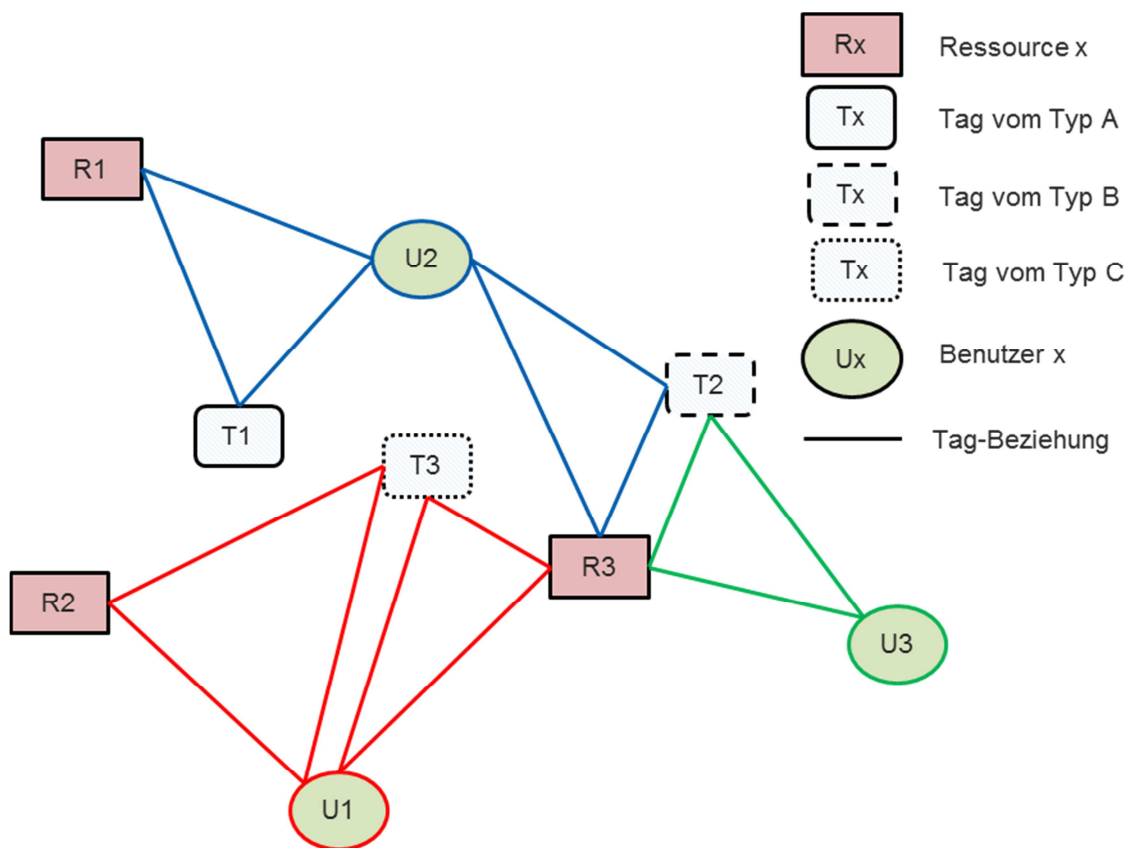 Rx Ressource x
Tx Tag vom Typ A
R1
Tx Tag vom Typ B
U2
Tx Tag vom Typ C
Ux Benutzer x
T2
T1
Tag-Beziehung
T3
R3
R2
U3
U1